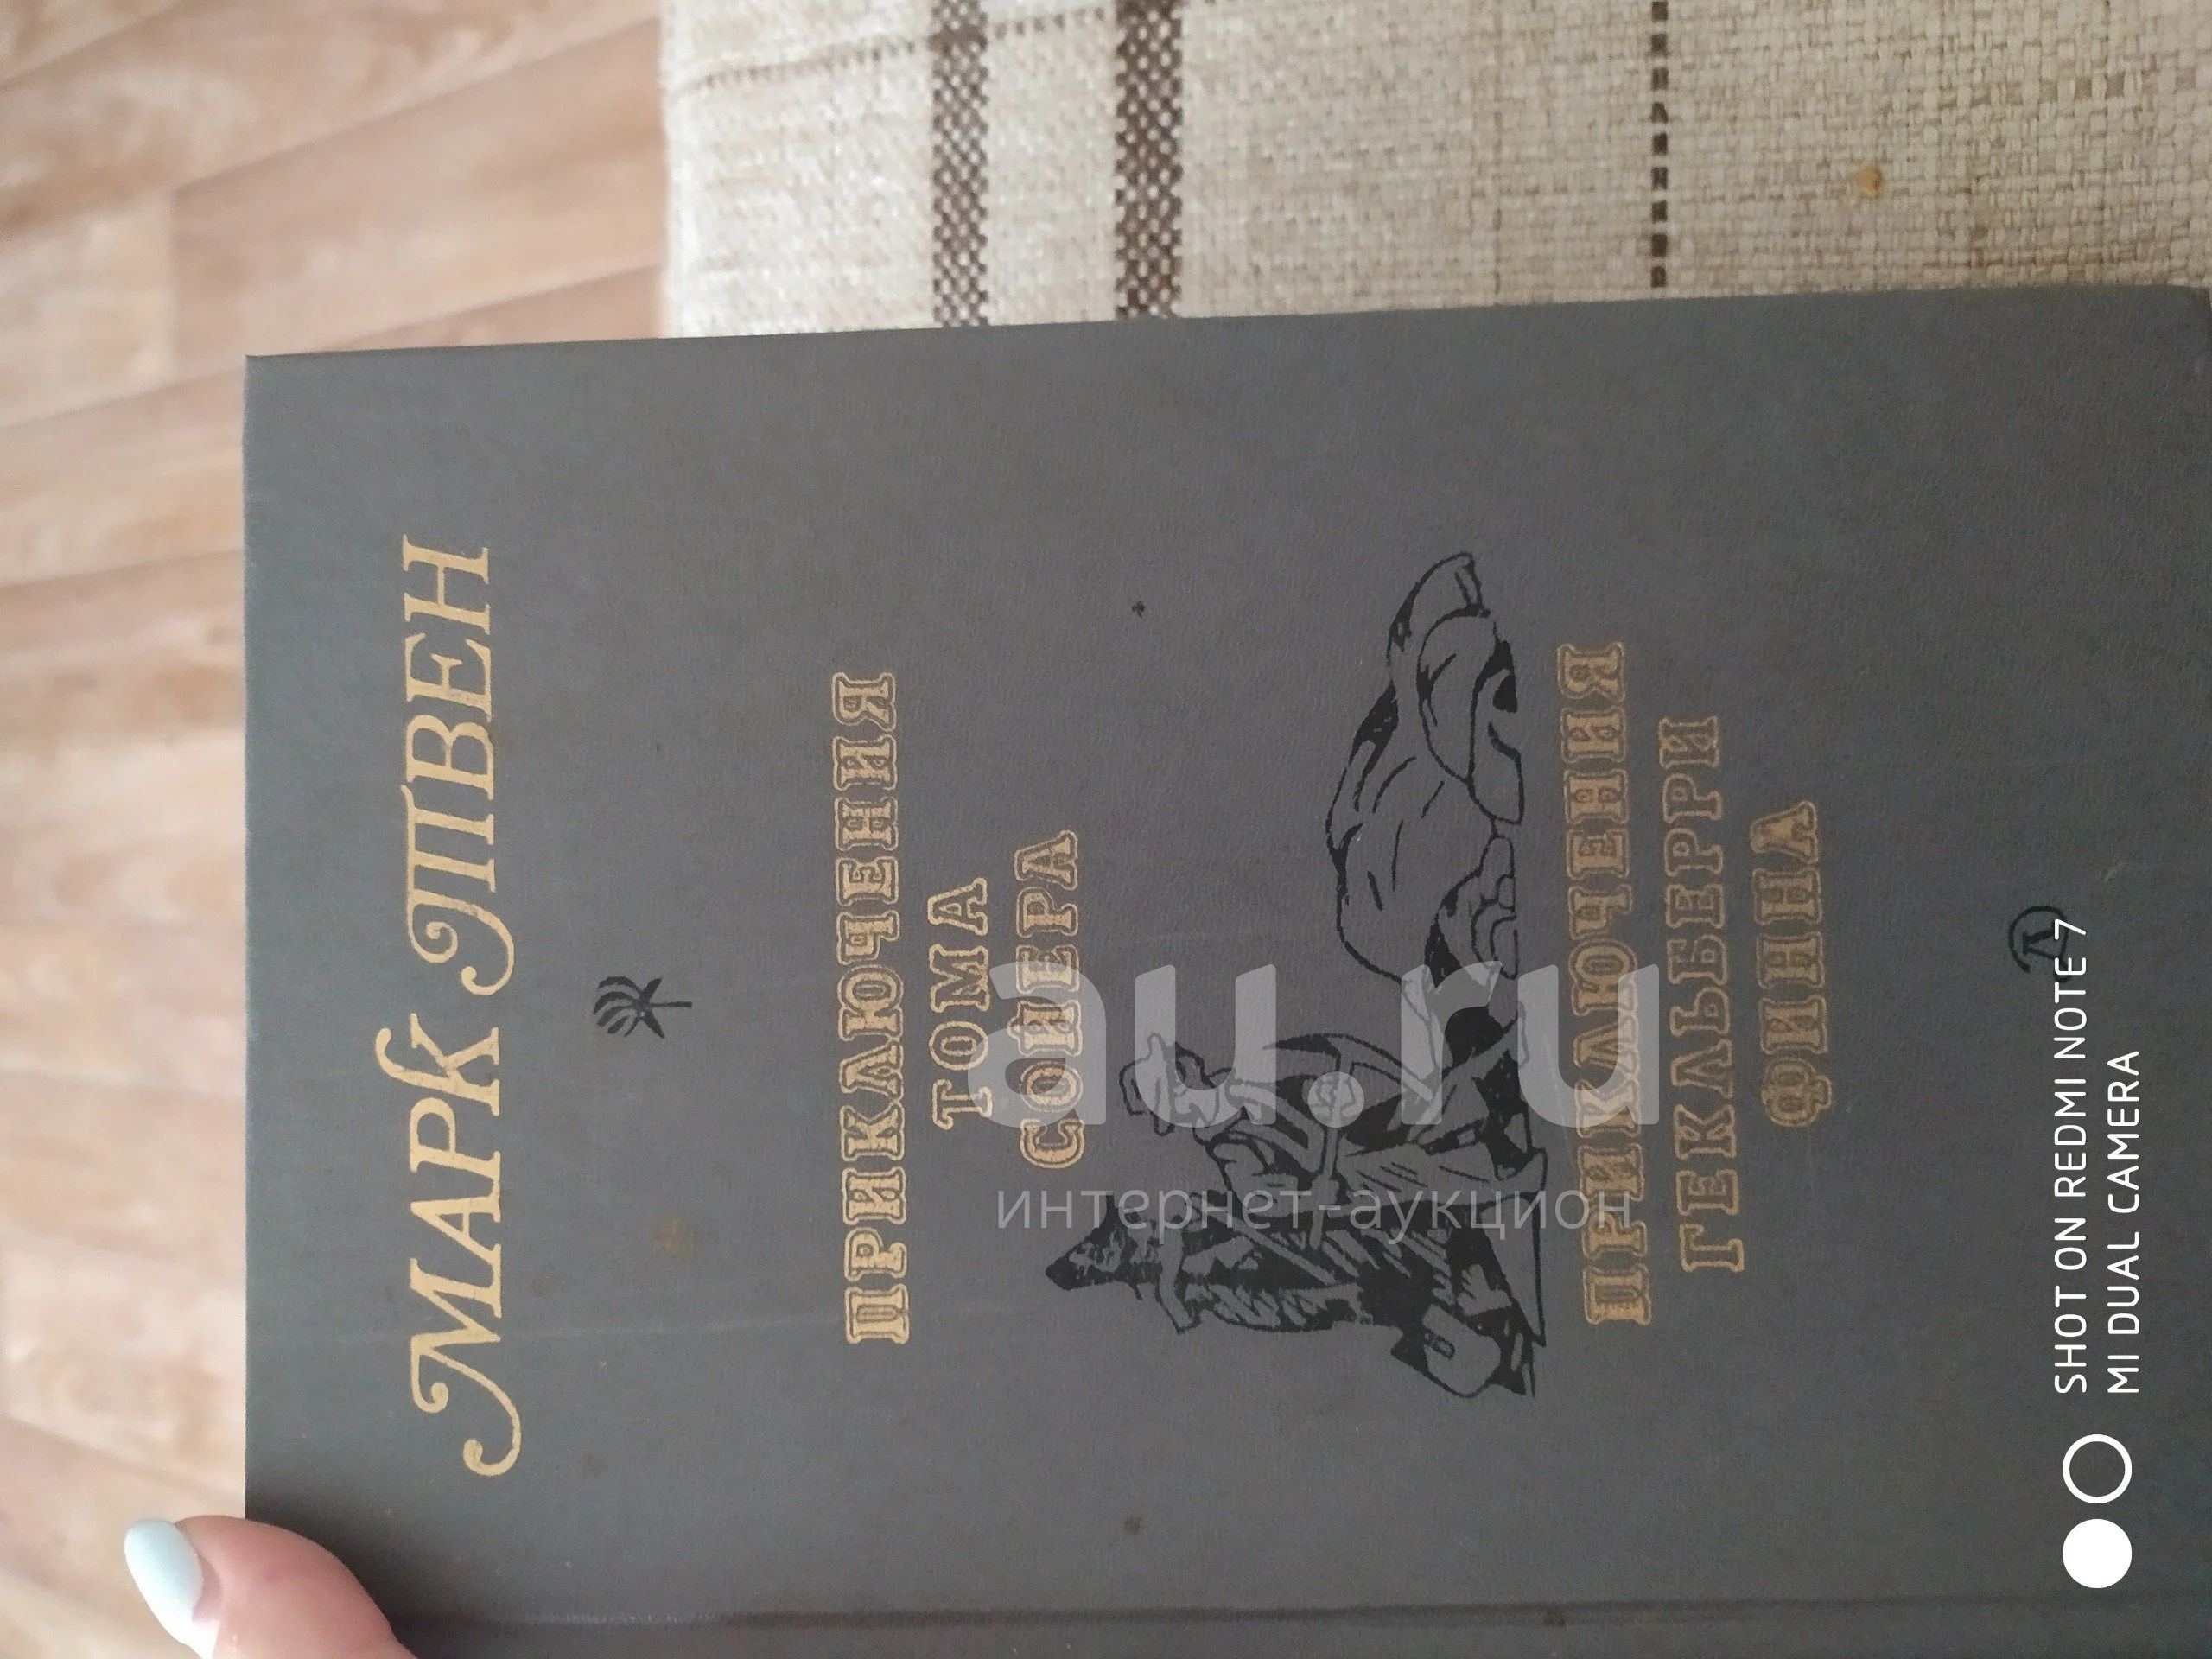 МАРК ТВЕН
ПРИКЛЮЧЕНИЯ
ТОМА
СОЙЕРА
ПРИКЛЮЧЕНИЯ
ГЕКЛЬБЕРРИ
ФИННА
au.ru
интернет-аукцион
SHOT ON REDMI NOTE 7
MI DUAL CAMERA